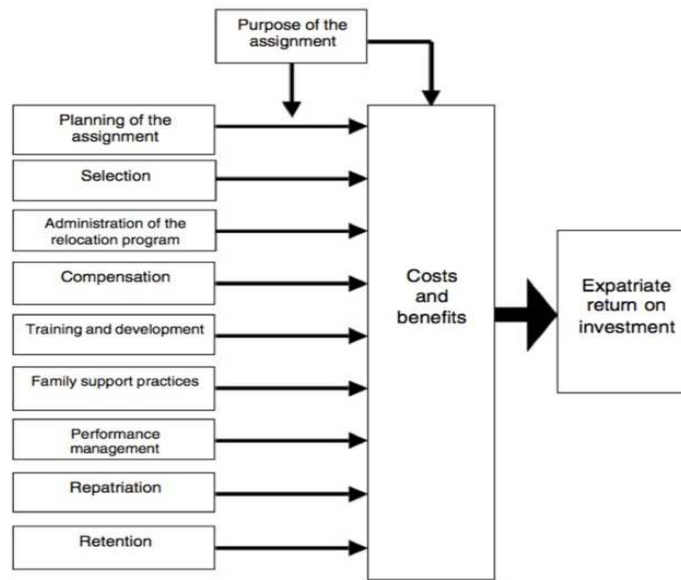 Purpose of the
assignment
Planning of the
assignment
Selection
Administration of the
relocation program
Compensation
Training and development
Family support practices
Performance
management
Repatriation
Retention
Costs
and
benefits
Expatriate
return on
investment